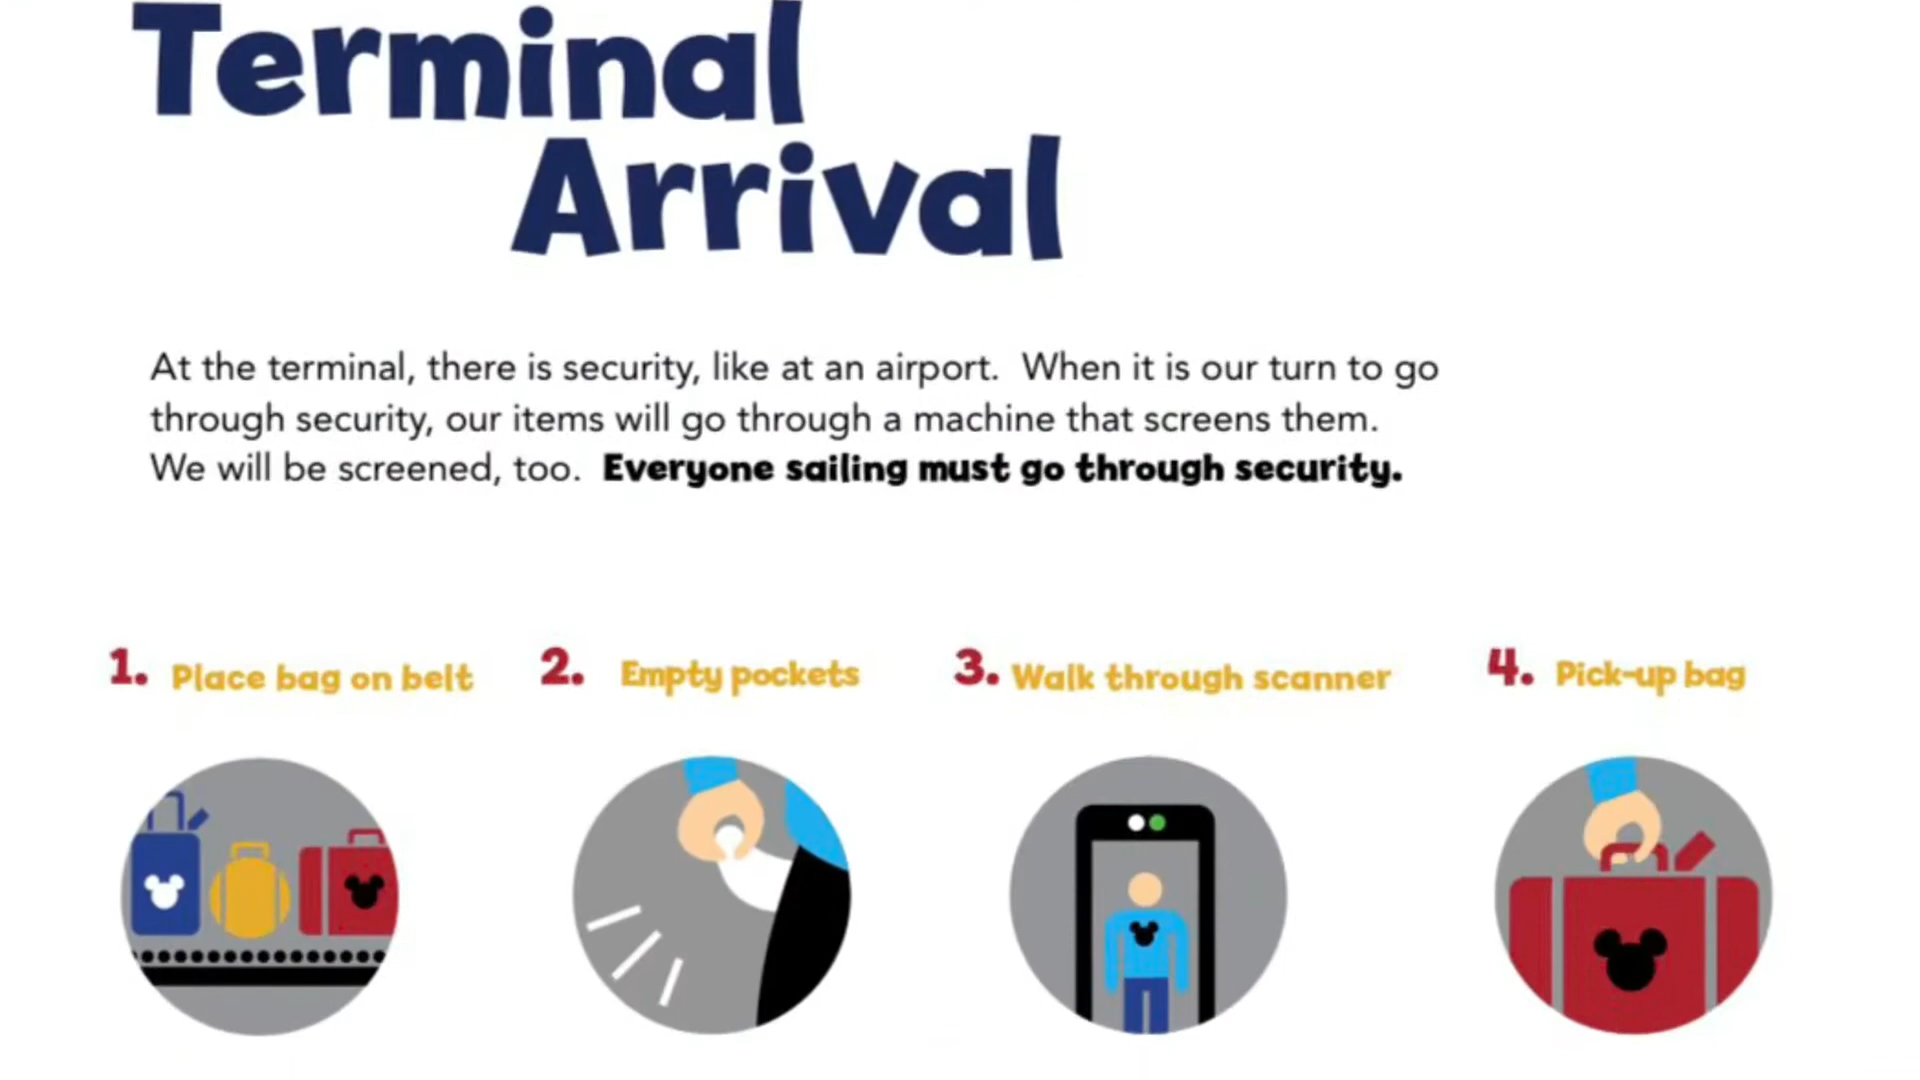 Terminal
Arrival
At the terminal, there is security, like at an airport.  When it is our turn to go
through security, our items will go through a machine that screens them.
We will be screened, too.  Everyone sailing must go through security.
1. Place bag on belt
2. Empty pockets
3. Walk through scanner
4. Pick-up bag